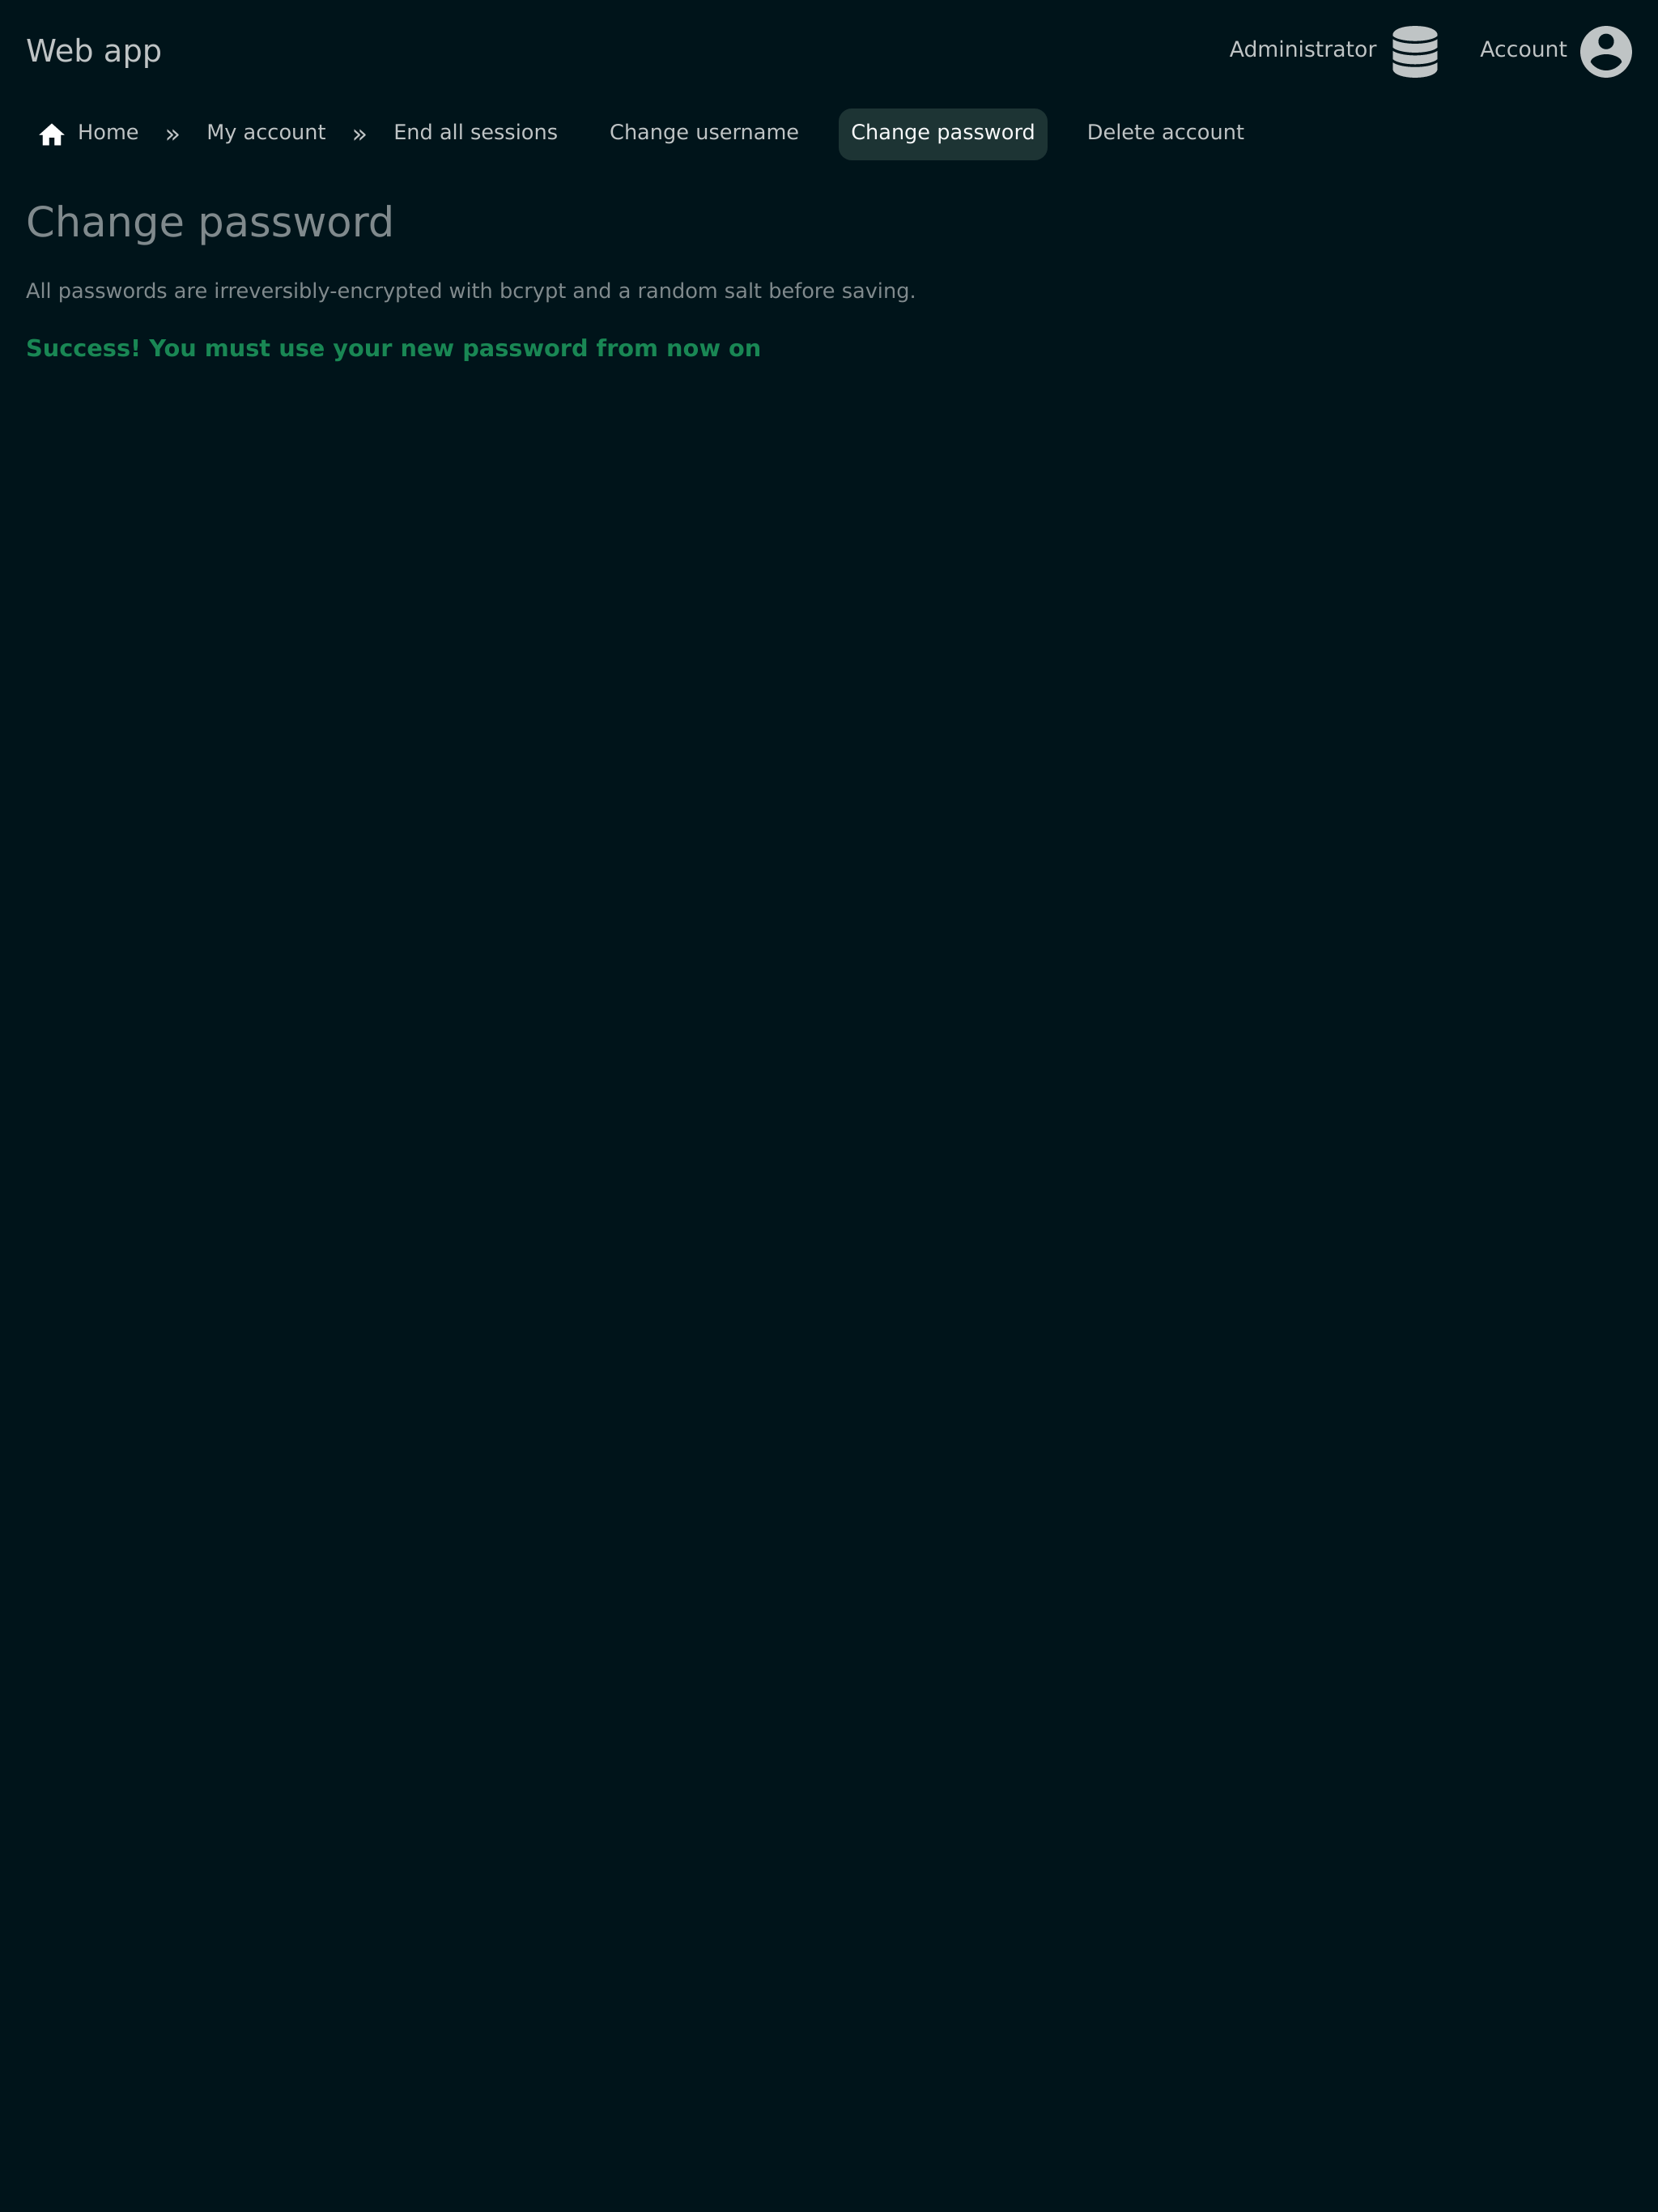 Web app
Administrator
Account
Home » My account » End all sessions Change username Change password Delete account
Change password
All passwords are irreversibly-encrypted with bcrypt and a random salt before saving.
Success! You must use your new password from now on